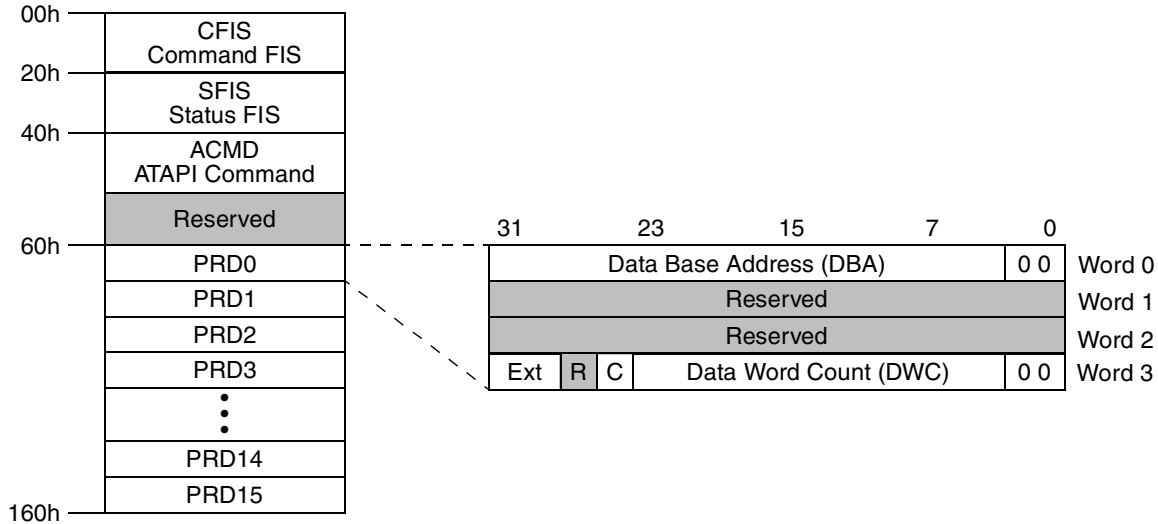 00h
CFIS
Command FIS
20h
SFIS
Status FIS
40h
ACMD
ATAPI Command
Reserved
60h
PRD0
PRD1
PRD2
PRD3
PRD14
PRD15
160h
31 23 15 7 0
Data Base Address (DBA) 0 0 Word 0
Reserved Word 1
Reserved Word 2
Ext R C Data Word Count (DWC) 0 0 Word 3